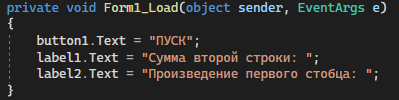 private void Form1_Load(object sender, EventArgs e)
{
button1.Text = "ПУСК";
label1.Text = "Сумма второй строки: ";
label2.Text = "Произведение первого стобца: ";
}